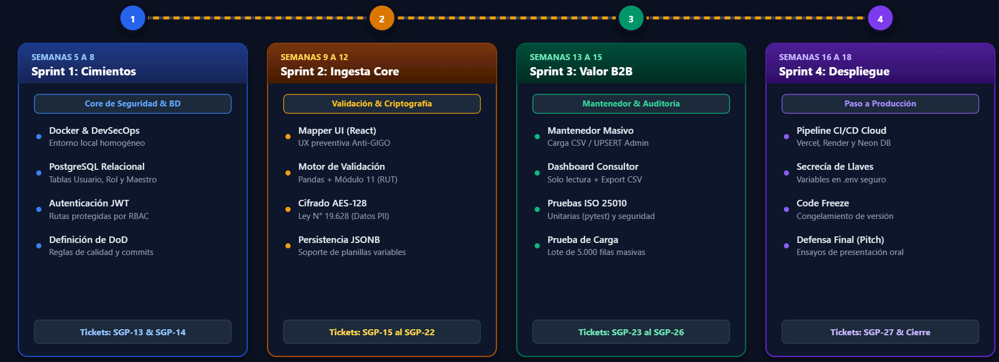 1
2
3
4
SEMANAS 5 A 8
Sprint 1: Cimientos
Core de Seguridad & BD
Docker & DevSecOps
Entorno local homogéneo
PostgreSQL Relacional
Tablas Usuario, Rol y Maestro
Autenticación JWT
Rutas protegidas por RBAC
Definición de DoD
Reglas de calidad y commits
Tickets: SGP-13 & SGP-14
SEMANAS 9 A 12
Sprint 2: Ingesta Core
Validación & Criptografía
Mapper UI (React)
UX preventiva Anti-GIGO
Motor de Validación
Pandas + Módulo 11 (RUT)
Cifrado AES-128
Ley N° 19.628 (Datos PII)
Persistencia JSONB
Soporte de planillas variables
Tickets: SGP-15 al SGP-22
SEMANAS 13 A 15
Sprint 3: Valor B2B
Mantenedor & Auditoría
Mantenedor Masivo
Carga CSV / UPSERT Admin
Dashboard Consultor
Solo lectura + Export CSV
Pruebas ISO 25010
Unitarias (pytest) y seguridad
Prueba de Carga
Lote de 5.000 filas masivas
Tickets: SGP-23 al SGP-26
SEMANAS 16 A 18
Sprint 4: Despliegue
Paso a Producción
Pipeline CI/CD Cloud
Vercel, Render y Neon DB
Secrecía de Llaves
Variables en .env seguro
Code Freeze
Congelamiento de versión
Defensa Final (Pitch)
Ensayos de presentación oral
Tickets: SGP-27 & Cierre